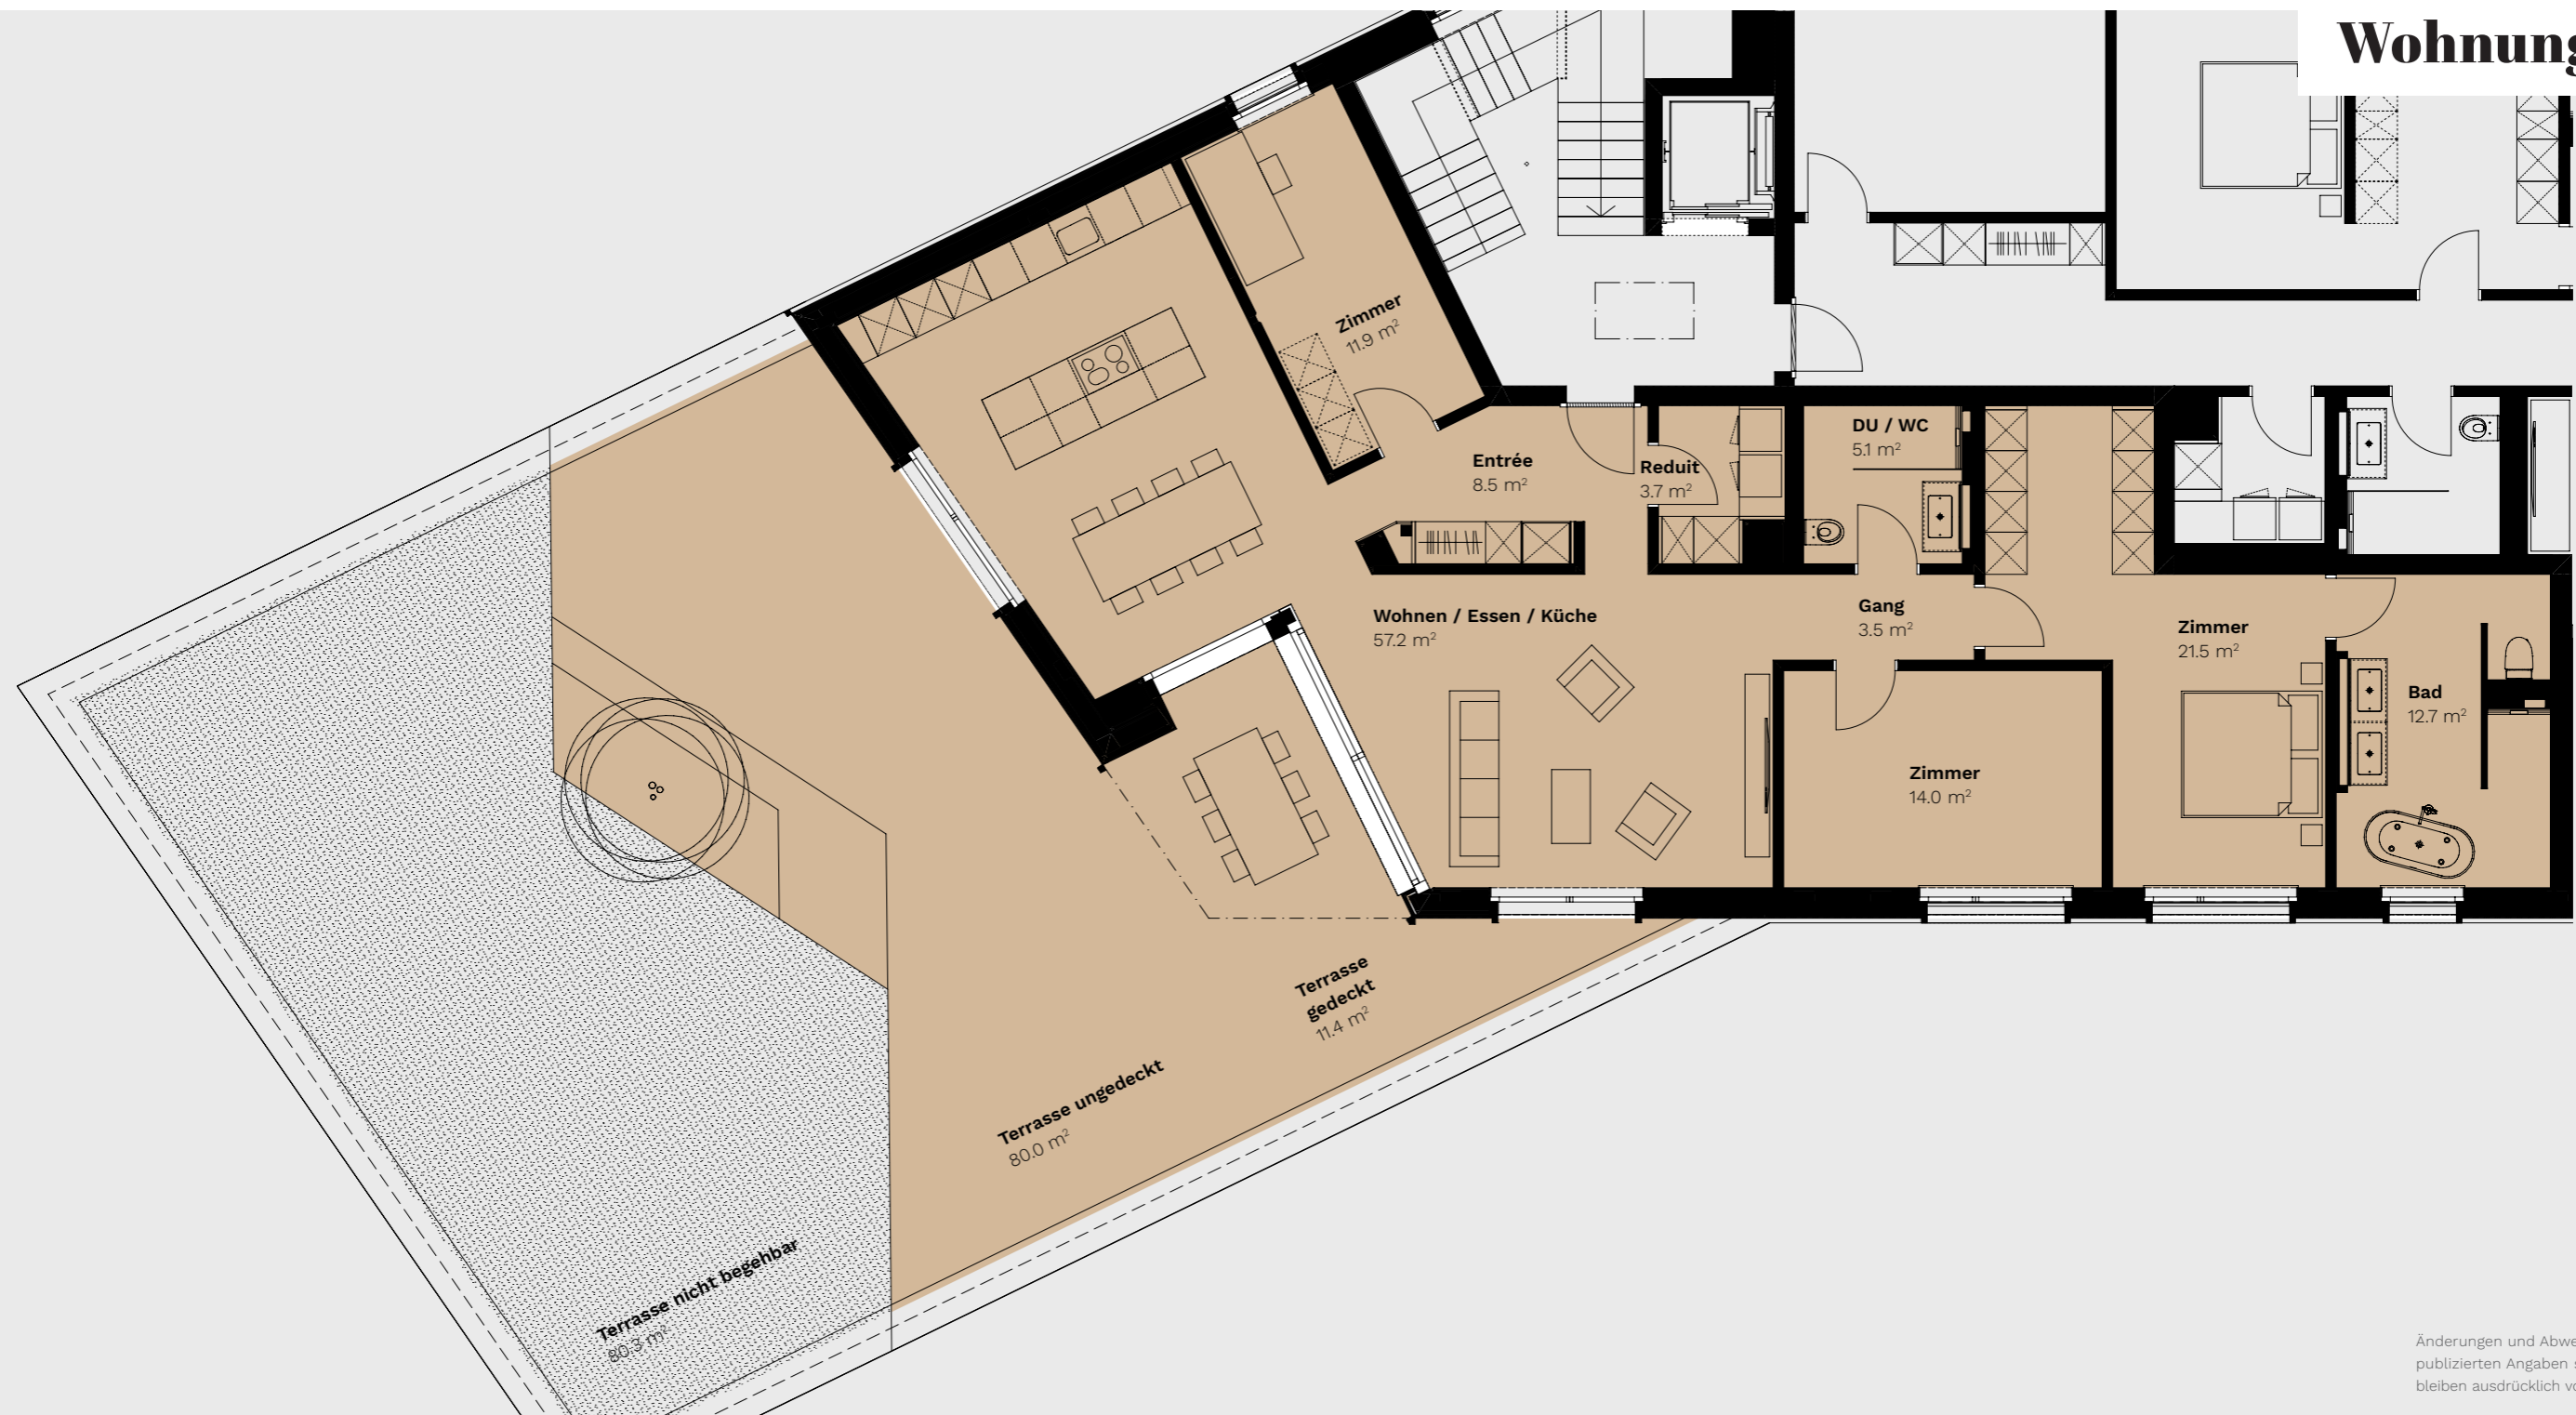 Wohnung
Zimmer
11.9 m²
DU / WC
5.1 m²
Entrée
8.5 m²
Reduit
3.7 m²
Wohnen / Essen / Küche
57.2 m²
Gang
3.5 m²
Zimmer
21.5 m²
Bad
12.7 m²
Zimmer
14.0 m²
Terrasse
gedeckt
11.4 m²
Terrasse ungedeckt
80.0 m²
Terrasse nicht begehbar
80.3 m²
Änderungen und Abwe
publizierten Angaben s
bleiben ausdrücklich vo